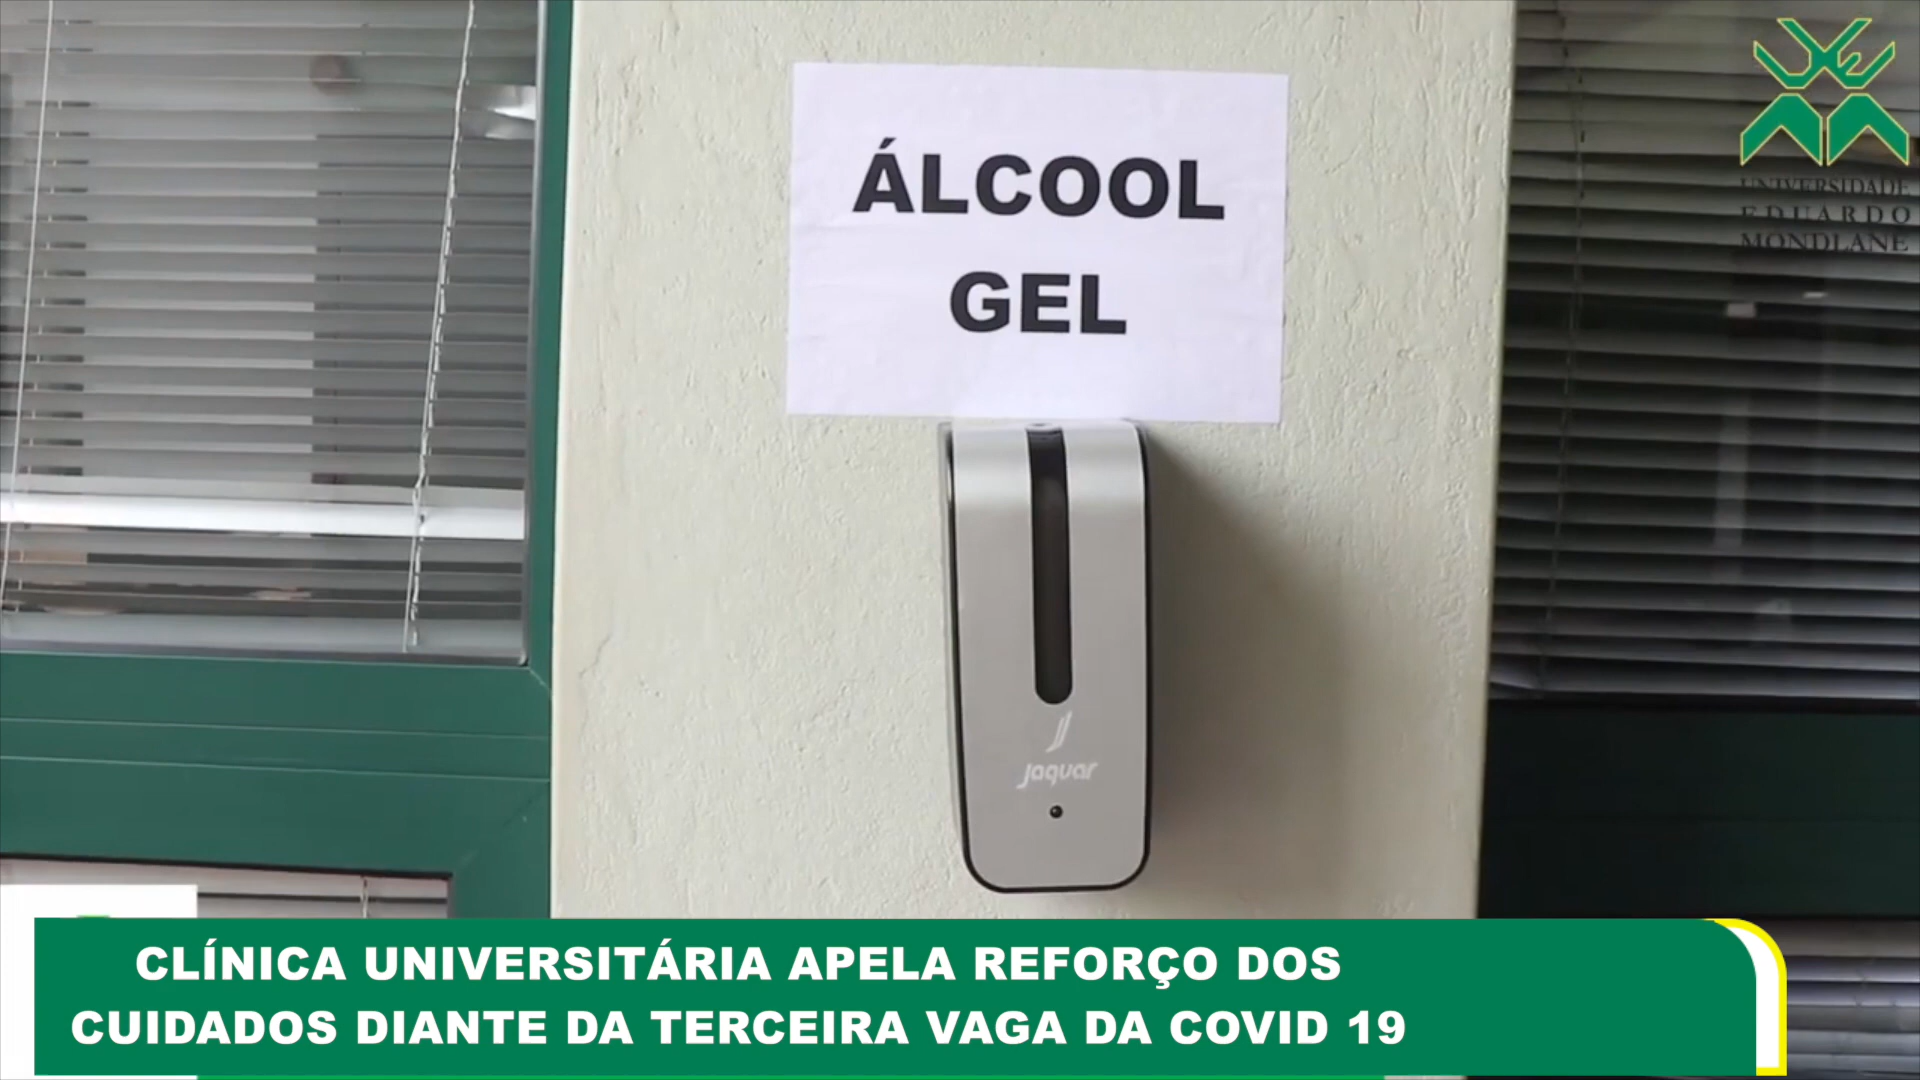 ÁLCOOL
GEL
UNIVERSIDADE
EDUARDO
MONDLANE
Jaquar
CLÍNICA UNIVERSITÁRIA APELA REFORÇO DOS
CUIDADOS DIANTE DA TERCEIRA VAGA DA COVID 19